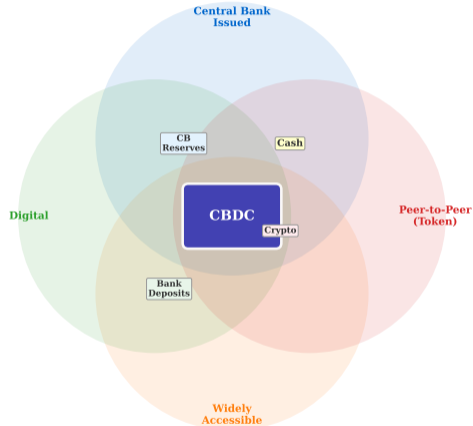 Central Bank
Issued
CB
Reserves
Cash
Digital
CBDC
Peer-to-Peer
(Token)
Crypto
Bank
Deposits
Widely
Accessible